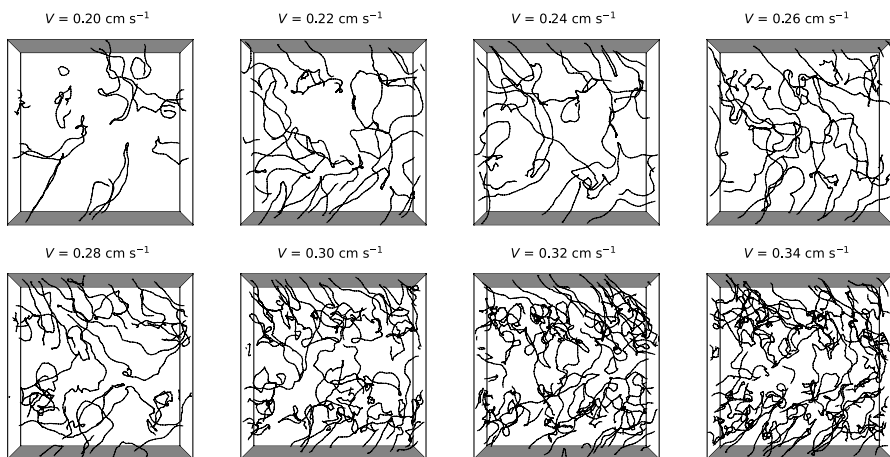 V = 0.20 cm s⁻¹
V = 0.22 cm s⁻¹
V = 0.24 cm s⁻¹
V = 0.26 cm s⁻¹
V = 0.28 cm s⁻¹
V = 0.30 cm s⁻¹
V = 0.32 cm s⁻¹
V = 0.34 cm s⁻¹